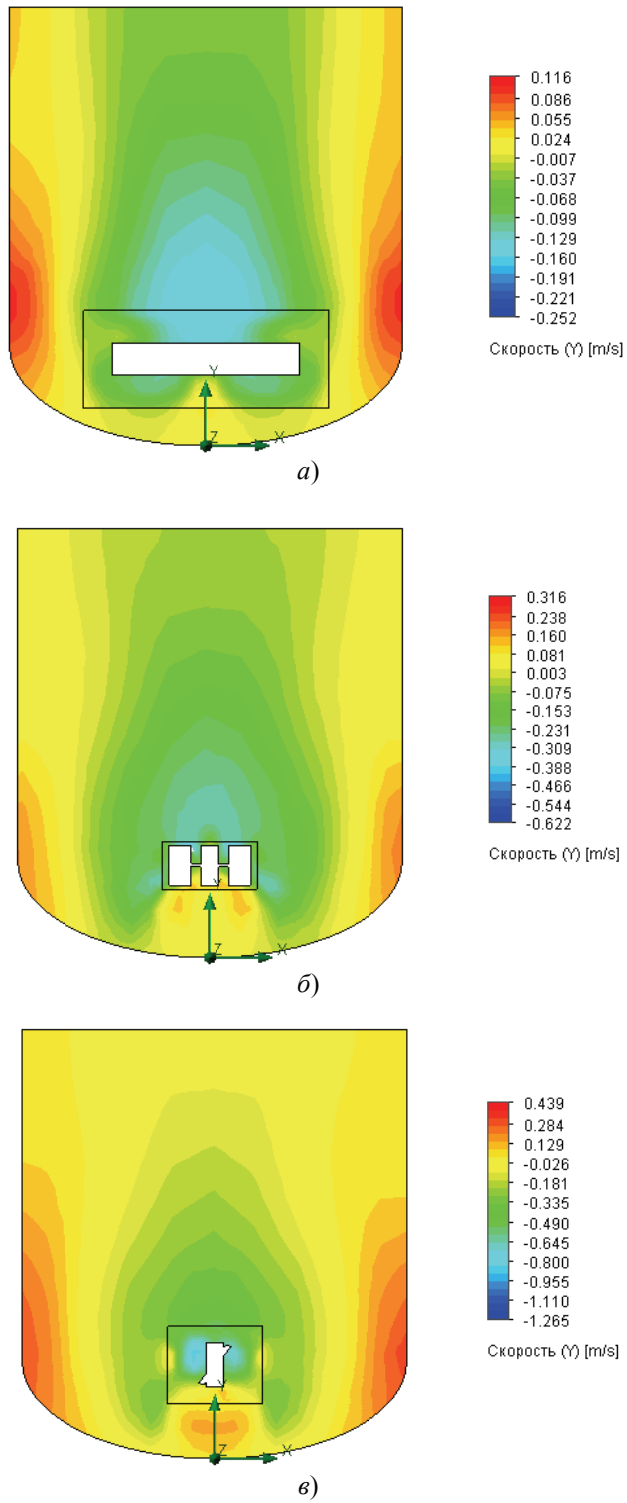 0.116
0.086
0.055
0.024
-0.007
-0.037
-0.068
-0.099
-0.129
-0.160
-0.191
-0.221
-0.252
Скорость (Y) [m/s]
Y
Z
X
а)
0.316
0.238
0.160
0.081
0.003
-0.075
-0.153
-0.231
-0.309
-0.388
-0.466
-0.544
-0.622
Скорость (Y) [m/s]
Y
Z
X
б)
0.439
0.284
0.129
-0.026
-0.181
-0.335
-0.490
-0.645
-0.800
-0.955
-1.110
-1.265
Скорость (Y) [m/s]
Y
Z
X
в)